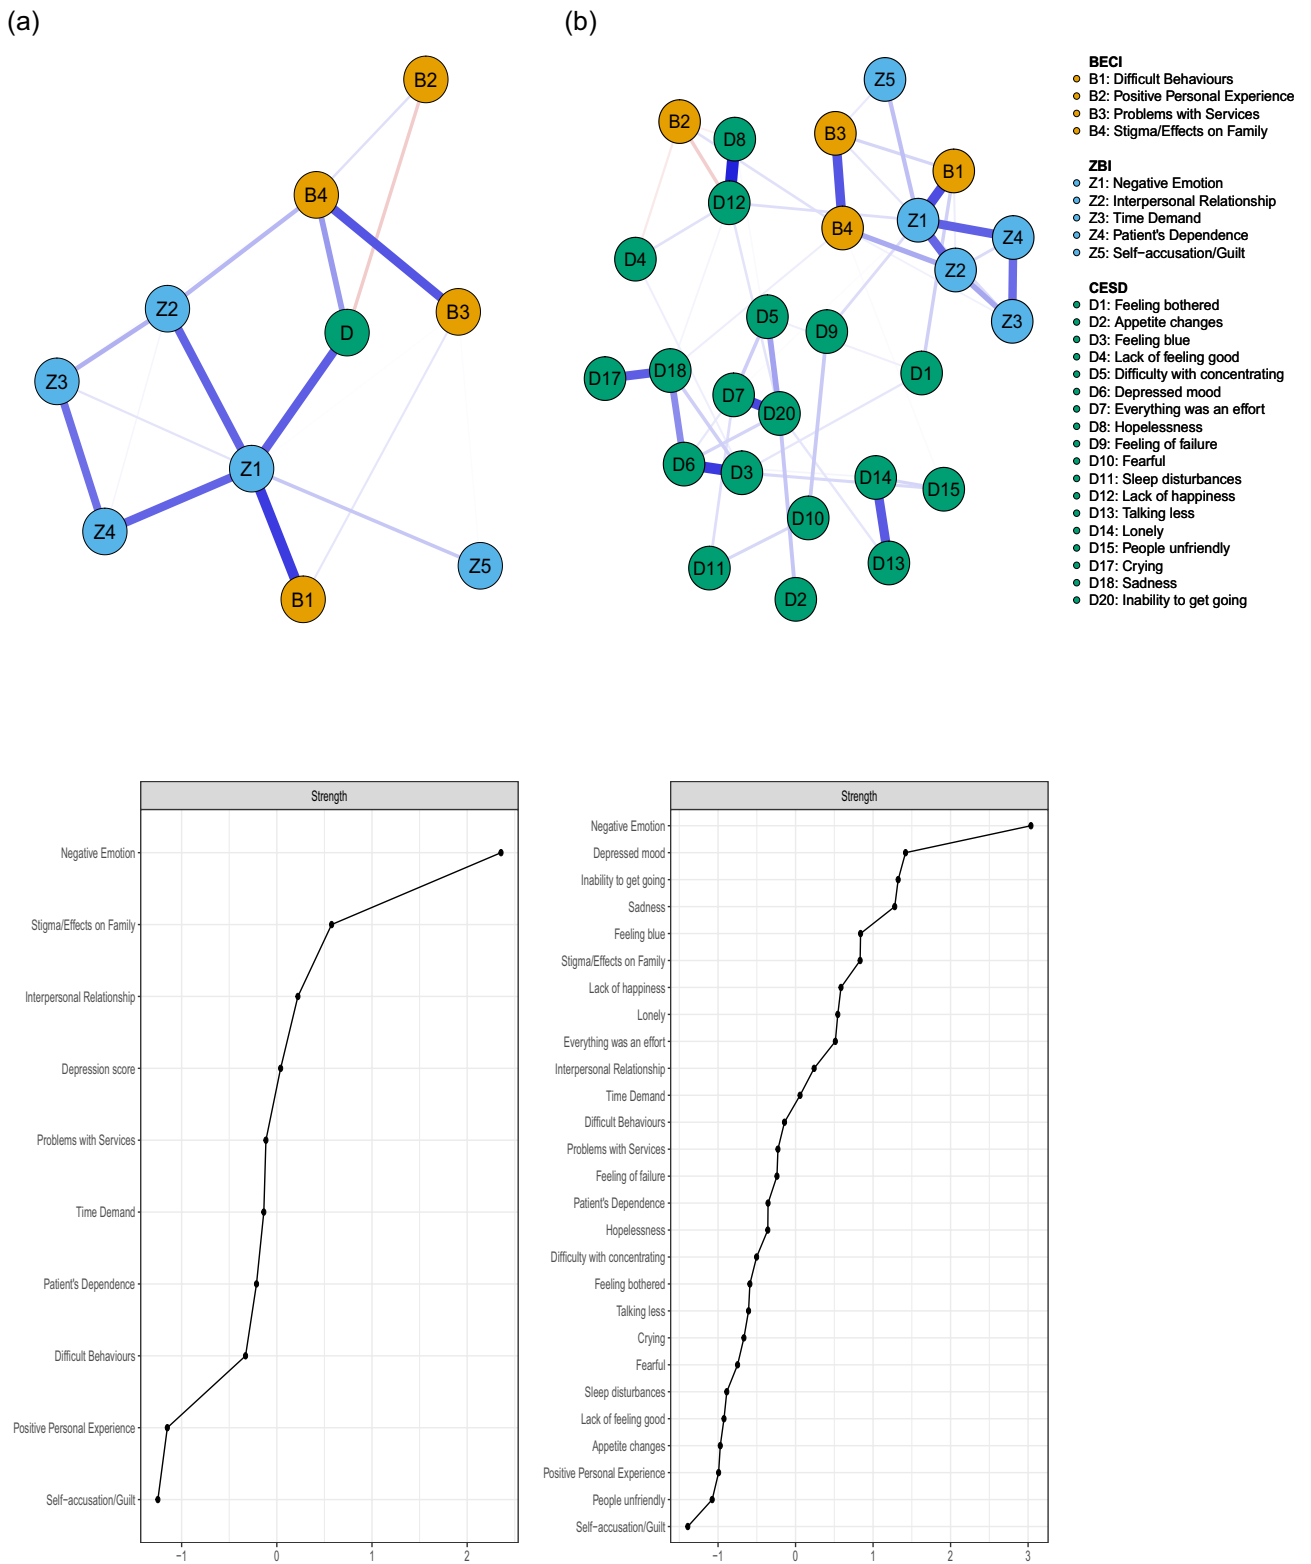 (a)
B2
B4
B3
Z2
D
Z3
Z1
Z4
Z5
B1
(b)
Z5
B2
D8
B3
B1
D12
Z1
B4
Z4
Z2
D4
Z3
D5
D9
D17
D18
D1
D7
D20
D6
D3
D14
D15
D10
D11
D13
D2
BECI
B1: Difficult Behaviours
B2: Positive Personal Experience
B3: Problems with Services
B4: Stigma/Effects on Family
ZBI
Z1: Negative Emotion
Z2: Interpersonal Relationship
Z3: Time Demand
Z4: Patient's Dependence
Z5: Self−accusation/Guilt
CESD
D1: Feeling bothered
D2: Appetite changes
D3: Feeling blue
D4: Lack of feeling good
D5: Difficulty with concentrating
D6: Depressed mood
D7: Everything was an effort
D8: Hopelessness
D9: Feeling of failure
D10: Fearful
D11: Sleep disturbances
D12: Lack of happiness
D13: Talking less
D14: Lonely
D15: People unfriendly
D17: Crying
D18: Sadness
D20: Inability to get going
Strength
Negative Emotion
Stigma/Effects on Family
Interpersonal Relationship
Depression score
Problems with Services
Time Demand
Patient's Dependence
Difficult Behaviours
Positive Personal Experience
Self−accusation/Guilt
−1 0 1 2
Strength
Negative Emotion
Depressed mood
Inability to get going
Sadness
Feeling blue
Stigma/Effects on Family
Lack of happiness
Lonely
Everything was an effort
Interpersonal Relationship
Time Demand
Difficult Behaviours
Problems with Services
Feeling of failure
Patient's Dependence
Hopelessness
Difficulty with concentrating
Feeling bothered
Talking less
Crying
Fearful
Sleep disturbances
Lack of feeling good
Appetite changes
Positive Personal Experience
People unfriendly
Self−accusation/Guilt
−1 0 1 2 3